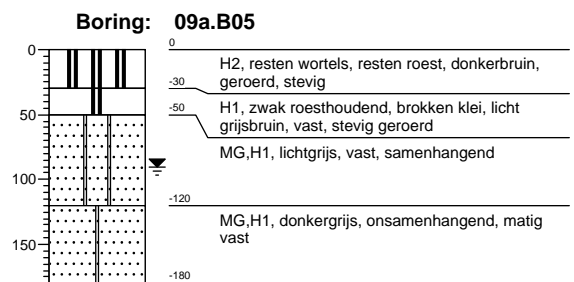 Boring: 09a.B05
0
0
H2, resten wortels, resten roest, donkerbruin,
geroerd, stevig
-30
H1, zwak roesthoudend, brokken klei, licht
grijsbruin, vast, stevig geroerd
50
-50
MG,H1, lichtgrijs, vast, samenhangend
100
-120
MG,H1, donkergrijs, onsamenhangend, matig
vast
150
-180